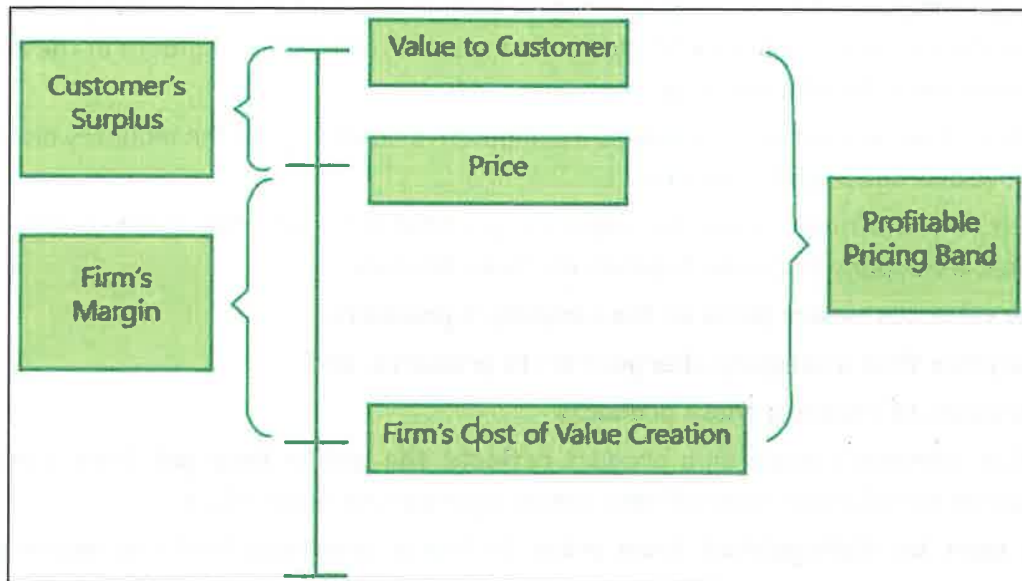 Customer's
Surplus
Value to Customer
Price
Firm's
Margin
Profitable
Pricing Band
Firm's Cost of Value Creation